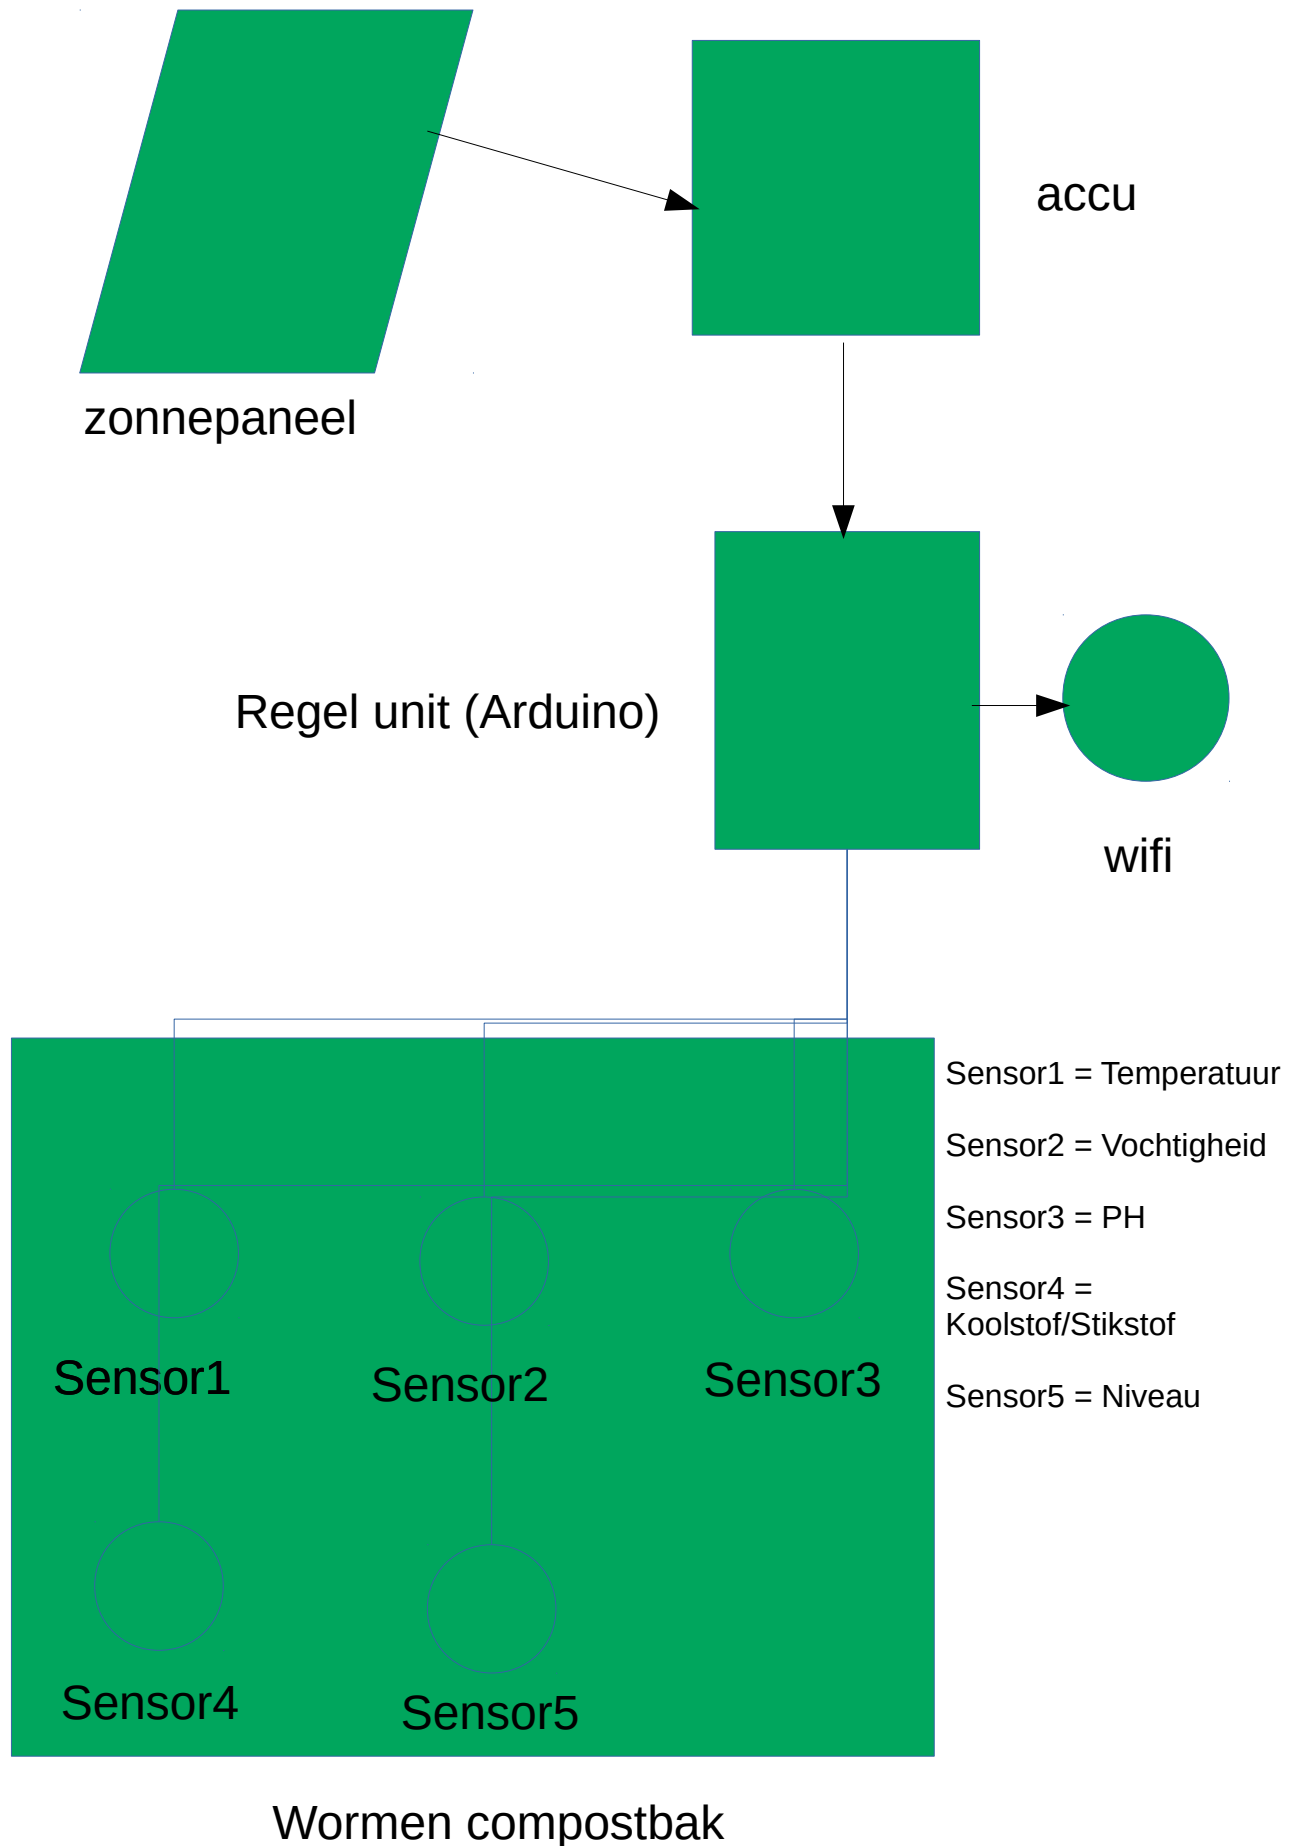 accu
zonnepaneel
Regel unit (Arduino)
wifi
Sensor1 = Temperatuur
Sensor2 = Vochtigheid
Sensor3 = PH
Sensor4 =
Koolstof/Stikstof
Sensor5 = Niveau
Sensor1
Sensor2
Sensor3
Sensor4
Sensor5
Wormen compostbak